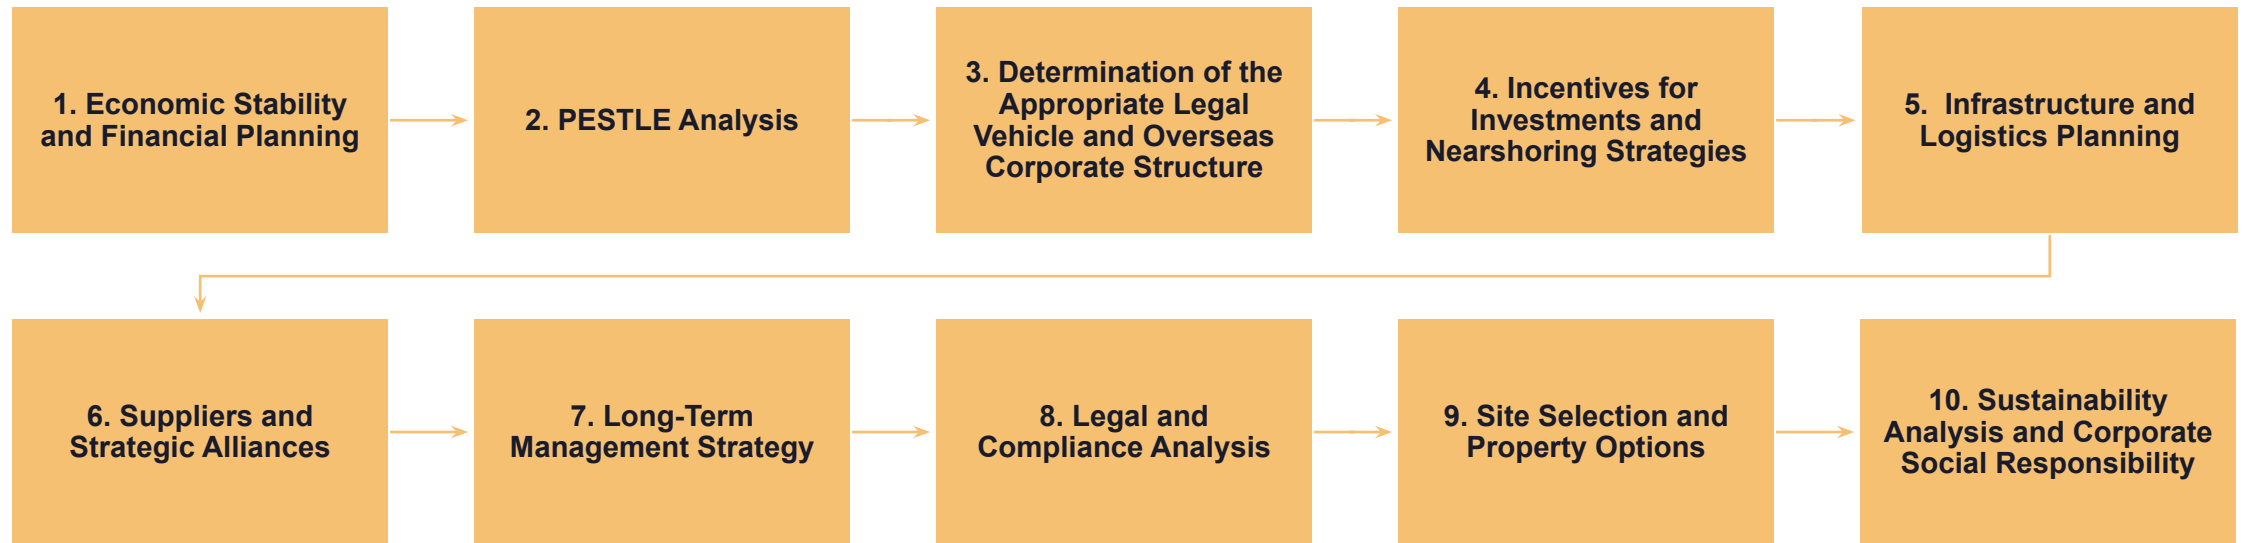 1. Economic Stability
and Financial Planning
2. PESTLE Analysis
3. Determination of the
Appropriate Legal
Vehicle and Overseas
Corporate Structure
4. Incentives for
Investments and
Nearshoring Strategies
5.  Infrastructure and
Logistics Planning
6. Suppliers and
Strategic Alliances
7. Long-Term
Management Strategy
8. Legal and
Compliance Analysis
9. Site Selection and
Property Options
10. Sustainability
Analysis and Corporate
Social Responsibility